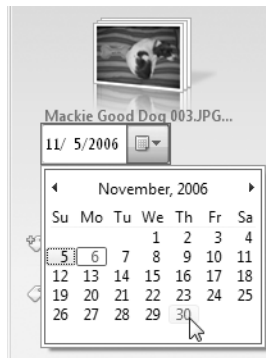 Mackie Good Dog 003.JPG...
11/ 5/2006
November, 2006
Su Mo Tu We Th Fr Sa
1 2 3 4
5 6 7 8 9 10 11
12 13 14 15 16 17 18
19 20 21 22 23 24 25
26 27 28 29 30